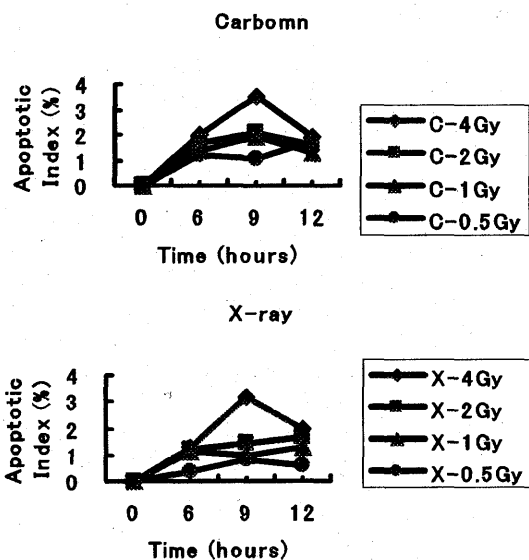 Carbomn
Apoptotic
Index (%)
4
3
2
1
0
0 6 9 12
Time (hours)
C-4Gy
C-2Gy
C-1Gy
C-0.5Gy
X-ray
Apoptotic
Index (%)
4
3
2
1
0
0 6 9 12
Time (hours)
X-4Gy
X-2Gy
X-1Gy
X-0.5Gy